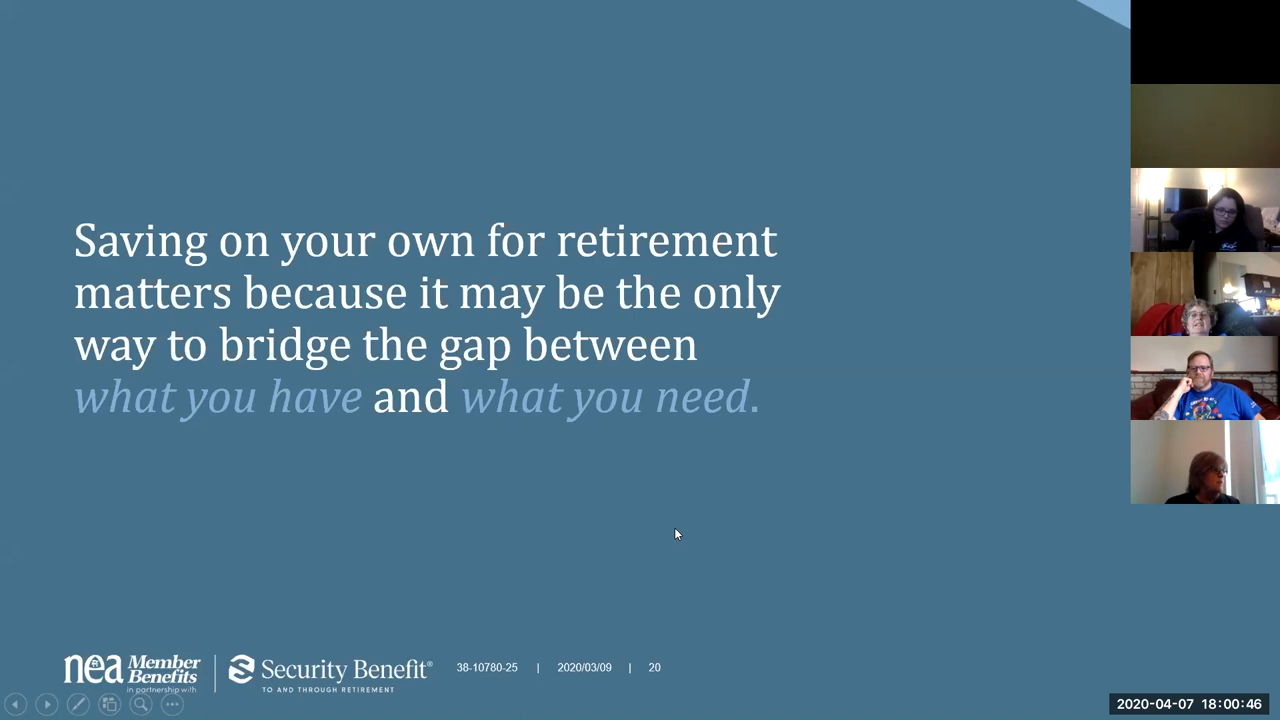 Saving on your own for retirement
matters because it may be the only
way to bridge the gap between
what you have and what you need.
nea Member Benefits
in partnership with
Security Benefit®
TO AND THROUGH RETIREMENT
38-10780-25 | 2020/03/09 | 20
2020-04-07 18:00:46